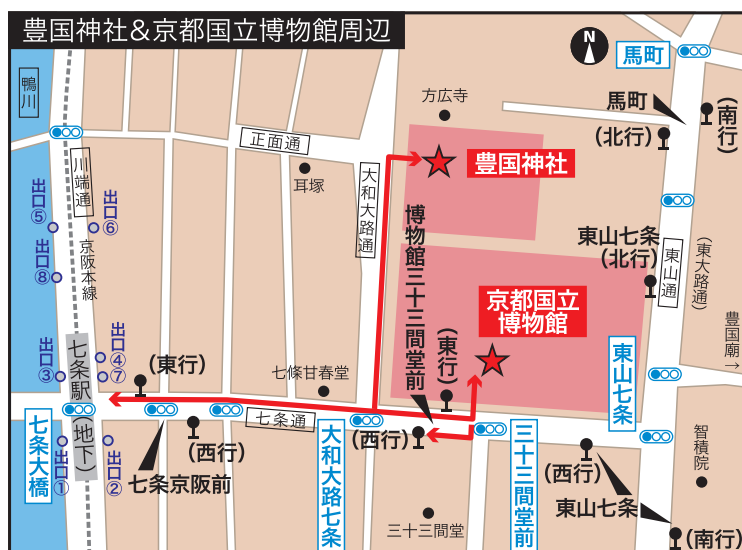 豊国神社&京都国立博物館周辺
N
馬町
鴨川
方広寺
馬町
(南行)
(北行)
正面通
豊国神社
川端通
耳塚
大和大路通
出口⑤
出口⑥
博物館三十三間堂前
東山七条
(北行)
東山通
(東大路通)
京阪本線
出口⑧
京都国立
博物館
豊国廟→
出口④
⑦
出口③
七条駅
(地下)
(東行)
七條甘春堂
(東行)
東山七条
七条通
七条大橋
出口①
出口②
七条京阪前
(西行)
大和大路七条
(西行)
三十三間堂前
(西行)
智積院
東山七条
三十三間堂
(南行)